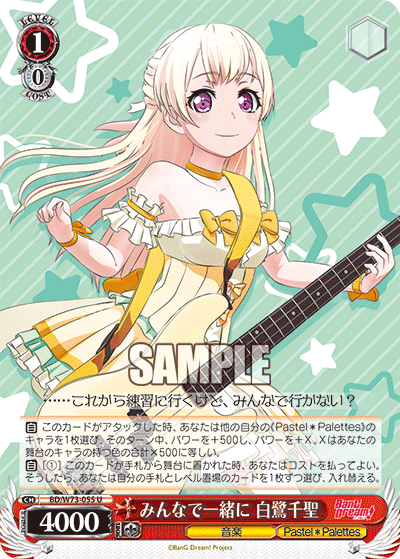 LEVEL
1
0
COST
SAMPLE
……これから練習に行くけど、みんなで行かない?
【自】 このカードがアタックした時、あなたは他の自分の《Pastel＊Palettes》の
キャラを1枚選び、そのターン中、パワーを+500し、パワーを+X。Xはあなたの
舞台のキャラの持つ色の合計×500に等しい。
【自】［⑴］ このカードが手札から舞台に置かれた時、あなたはコストを払ってよい。
そうしたら、あなたは自分の手札とレベル置場のカードを1枚ずつ選び、入れ替える。
CH
BD/W73-055 U
4000
みんなで一緒に 白鷺千聖
BanG Dream!
音楽
Pastel＊Palettes
©BanG Dream! Project